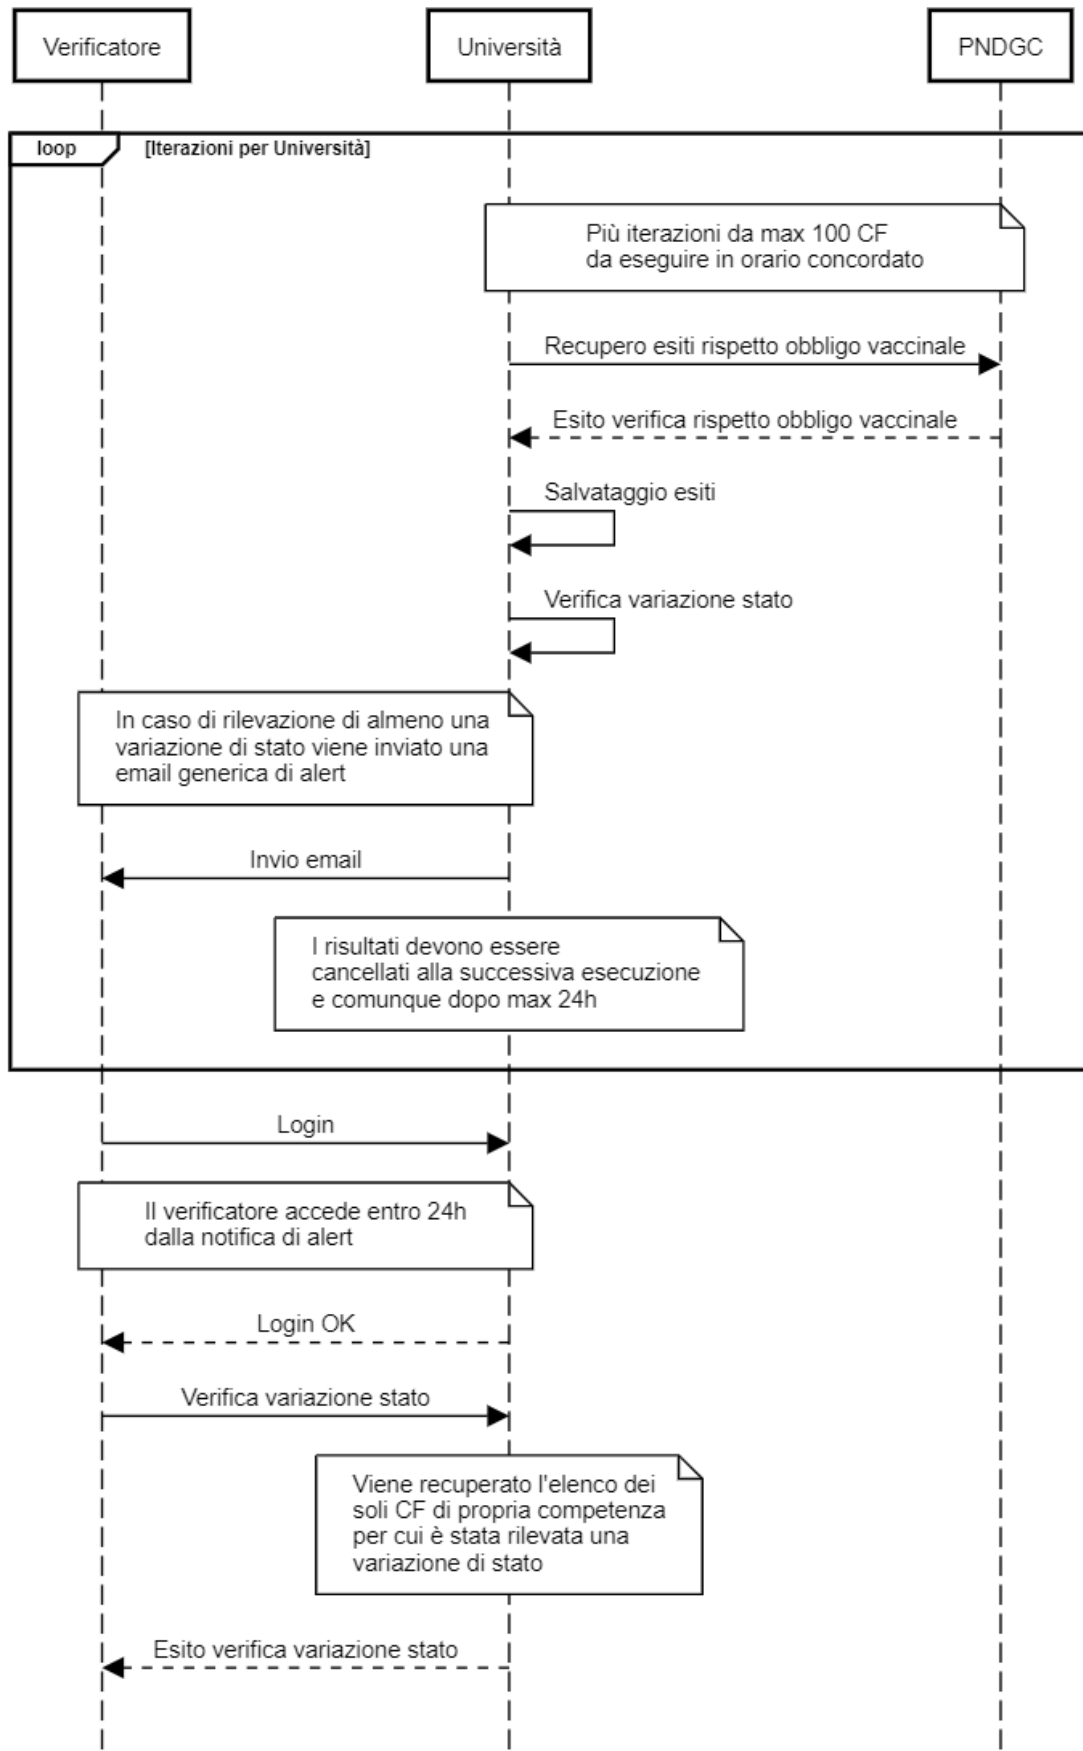 Verificatore
Università
PNDGC
loop
[Iterazioni per Università]
Più iterazioni da max 100 CF
da eseguire in orario concordato
Recupero esiti rispetto obbligo vaccinale
Esito verifica rispetto obbligo vaccinale
Salvataggio esiti
Verifica variazione stato
In caso di rilevazione di almeno una
variazione di stato viene inviato una
email generica di alert
Invio email
I risultati devono essere
cancellati alla successiva esecuzione
e comunque dopo max 24h
Login
Il verificatore accede entro 24h
dalla notifica di alert
Login OK
Verifica variazione stato
Viene recuperato l'elenco dei
soli CF di propria competenza
per cui è stata rilevata una
variazione di stato
Esito verifica variazione stato